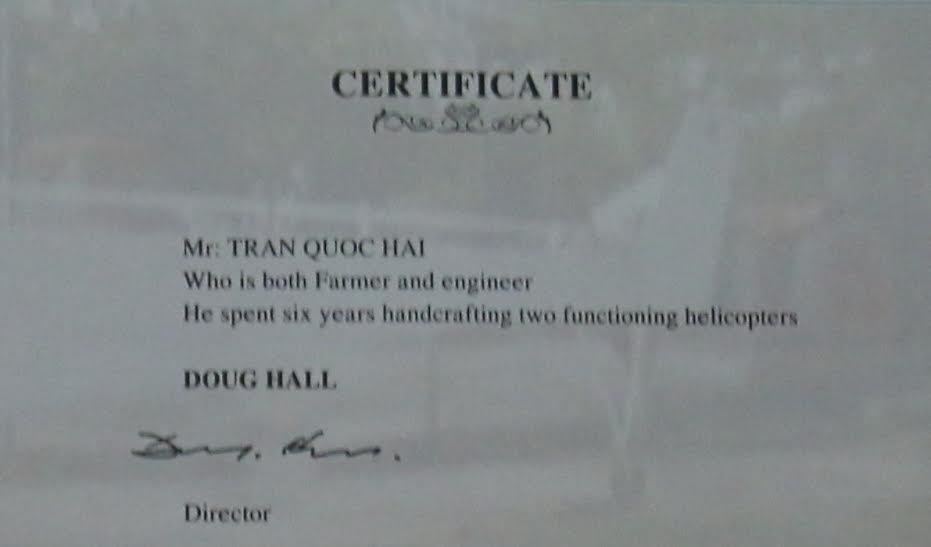 CERTIFICATE
Mr: TRAN QUOC HAI
Who is both Farmer and engineer
He spent six years handcrafting two functioning helicopters
DOUG HALL
Director